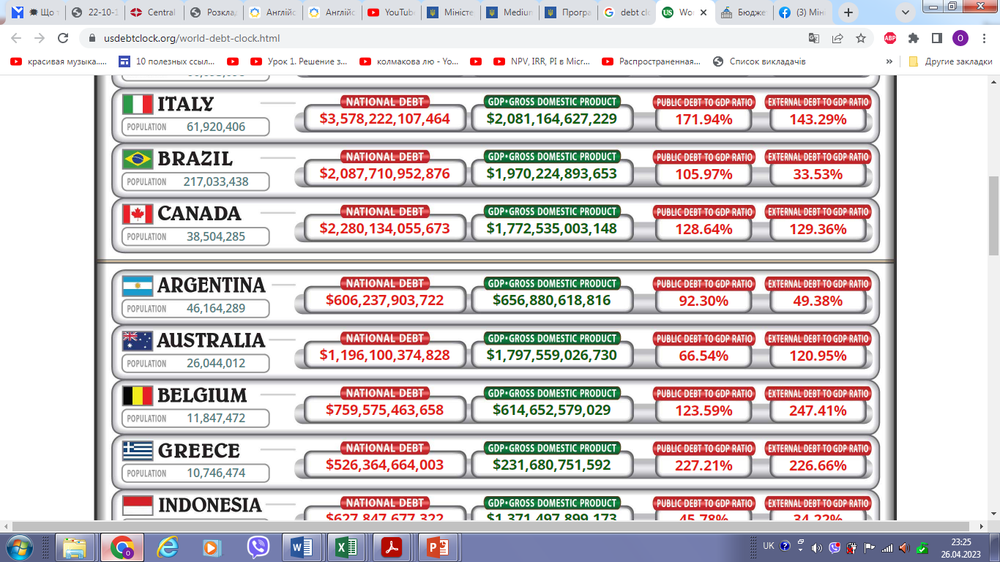 Що т
22-10-1
Central
Розклад
Англійс
Англійс
YouTube
Міністе
Medium
Програ
debt clo
Wor
Бюдже
(3) Міні
usdebtclock.org/world-debt-clock.html
ABP
O
красивая музыка.....
10 полезных ссыл...
Урок 1. Решение з...
колмакова лю - Yo...
NPV, IRR, PI в Micr...
Распространенная...
Список викладачів
»
Другие закладки
ITALY
NATIONAL DEBT
GDP•GROSS DOMESTIC PRODUCT
PUBLIC DEBT TO GDP RATIO
EXTERNAL DEBT TO GDP RATIO
$3,578,222,107,464
$2,081,164,627,229
171.94%
143.29%
POPULATION 61,920,406
BRAZIL
NATIONAL DEBT
GDP•GROSS DOMESTIC PRODUCT
PUBLIC DEBT TO GDP RATIO
EXTERNAL DEBT TO GDP RATIO
$2,087,710,952,876
$1,970,224,893,653
105.97%
33.53%
POPULATION 217,033,438
CANADA
NATIONAL DEBT
GDP•GROSS DOMESTIC PRODUCT
PUBLIC DEBT TO GDP RATIO
EXTERNAL DEBT TO GDP RATIO
$2,280,134,055,673
$1,772,535,003,148
128.64%
129.36%
POPULATION 38,504,285
ARGENTINA
NATIONAL DEBT
GDP•GROSS DOMESTIC PRODUCT
PUBLIC DEBT TO GDP RATIO
EXTERNAL DEBT TO GDP RATIO
$606,237,903,722
$656,880,618,816
92.30%
49.38%
POPULATION 46,164,289
AUSTRALIA
NATIONAL DEBT
GDP•GROSS DOMESTIC PRODUCT
PUBLIC DEBT TO GDP RATIO
EXTERNAL DEBT TO GDP RATIO
$1,196,100,374,828
$1,797,559,026,730
66.54%
120.95%
POPULATION 26,044,012
BELGIUM
NATIONAL DEBT
GDP•GROSS DOMESTIC PRODUCT
PUBLIC DEBT TO GDP RATIO
EXTERNAL DEBT TO GDP RATIO
$759,575,463,658
$614,652,579,029
123.59%
247.41%
POPULATION 11,847,472
GREECE
NATIONAL DEBT
GDP•GROSS DOMESTIC PRODUCT
PUBLIC DEBT TO GDP RATIO
EXTERNAL DEBT TO GDP RATIO
$526,364,664,003
$231,680,751,592
227.21%
226.66%
POPULATION 10,746,474
INDONESIA
NATIONAL DEBT
GDP•GROSS DOMESTIC PRODUCT
PUBLIC DEBT TO GDP RATIO
EXTERNAL DEBT TO GDP RATIO
$627,847,677,322
$1,371,497,899,173
45.78%
34.22%
UK
23:25
26.04.2023